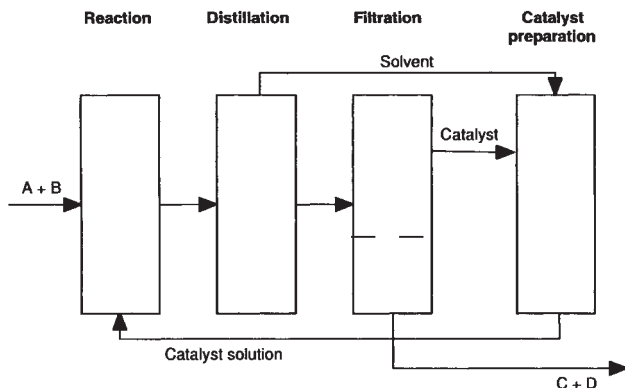 Reaction
Distillation
Filtration
Catalyst
preparation
Solvent
Catalyst
A + B
Catalyst solution
C + D